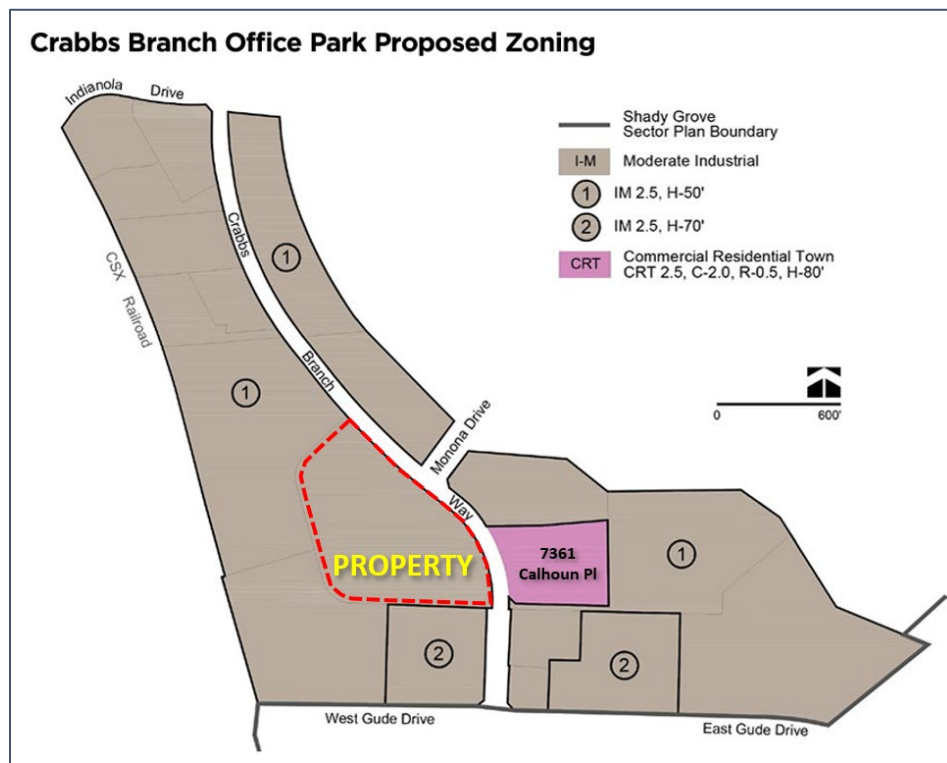 Crabbs Branch Office Park Proposed Zoning
Indianola Drive
Shady Grove
Sector Plan Boundary
I-M Moderate Industrial
1 IM 2.5, H-50'
2 IM 2.5, H-70'
CRT Commercial Residential Town
CRT 2.5, C-2.0, R-0.5, H-80'
Crabbs Branch Way
1
CSX Railroad
1
0 600'
Monona Drive
PROPERTY
7361
Calhoun Pl
1
2
2
West Gude Drive
East Gude Drive